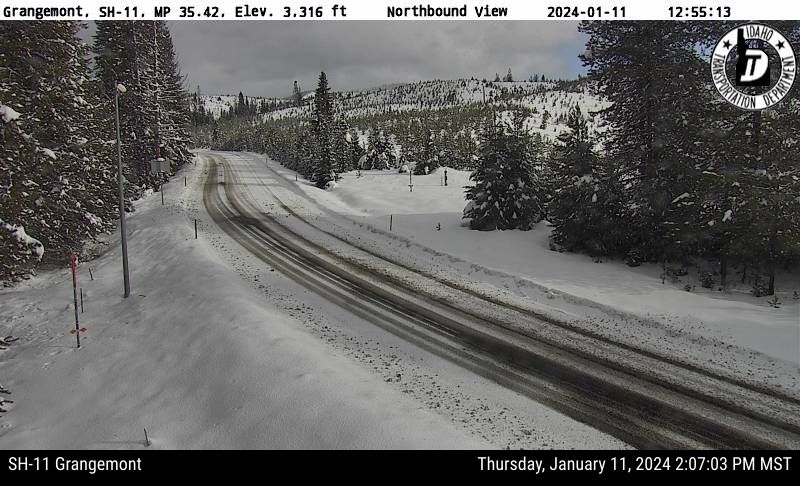 Grangemont, SH-11, MP 35.42, Elev. 3,316 ft Northbound View 2024-01-11 12:55:13
IDAHO
TRANSPORTATION DEPARTMENT
SH-11 Grangemont Thursday, January 11, 2024 2:07:03 PM MST